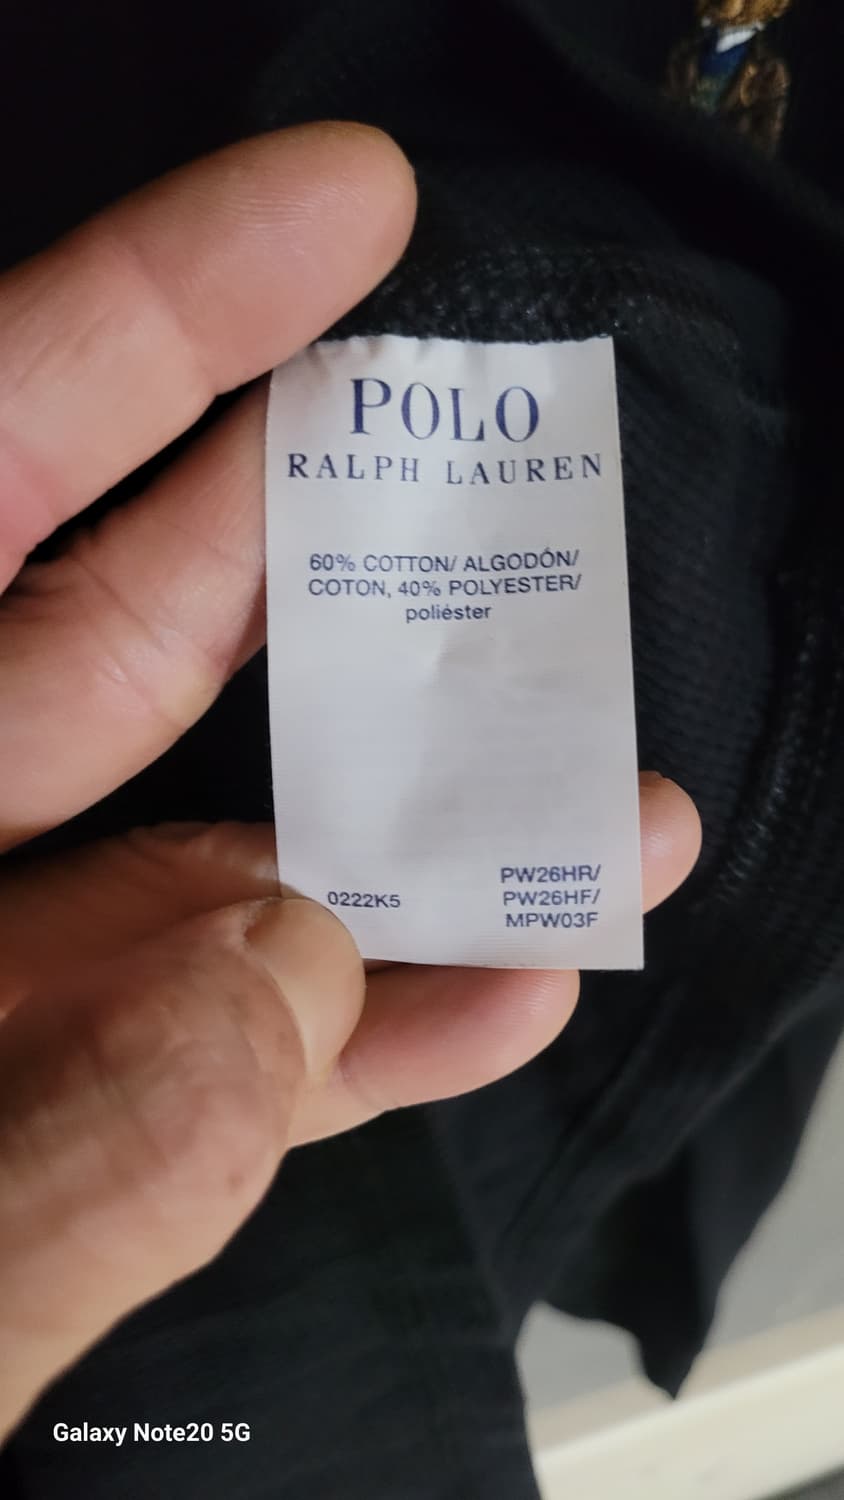 POLO
RALPH LAUREN
60% COTTON/ ALGODÓN/
COTON, 40% POLYESTER/
poliéster
0222K5
PW26HR/
PW26HF/
MPW03F
Galaxy Note20 5G